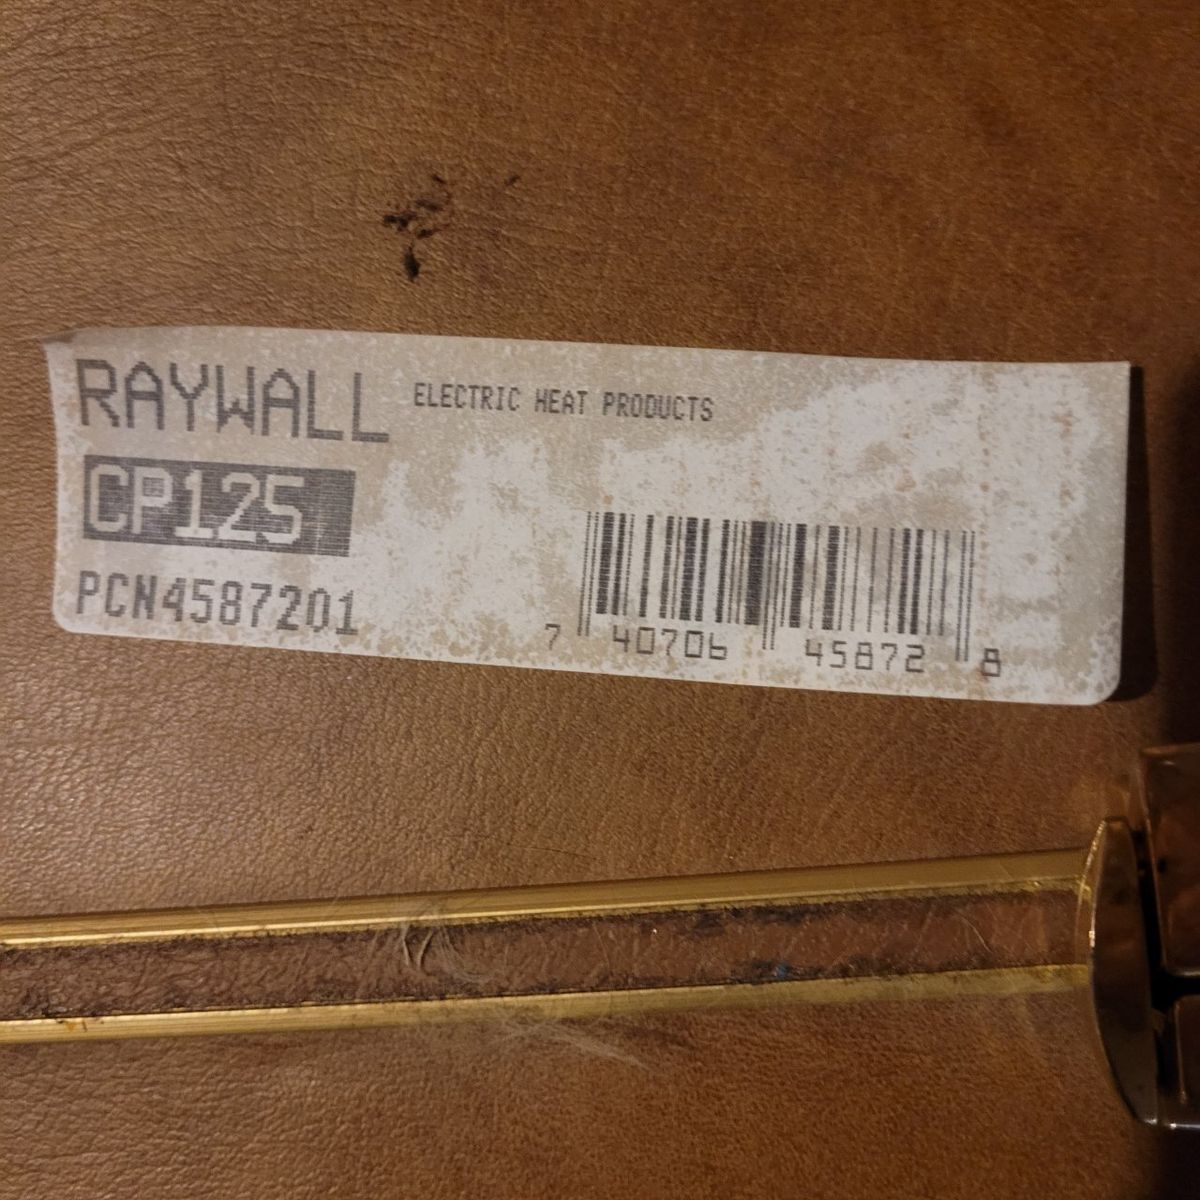 RAYWALL ELECTRIC HEAT PRODUCTS
CP125
PCN4587201
7 40706 45872 8